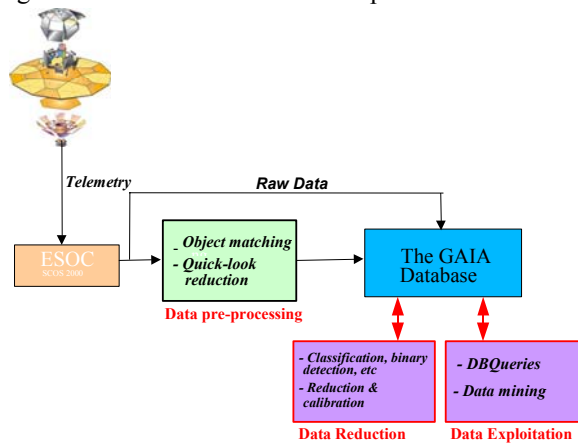 Telemetry
Raw Data
ESOC
SCOS 2000
- Object matching
- Quick-look
reduction
Data pre-processing
The GAIA
Database
- Classification, binary
detection, etc
- Reduction &
calibration
Data Reduction
- DBQueries
- Data mining
Data Exploitation